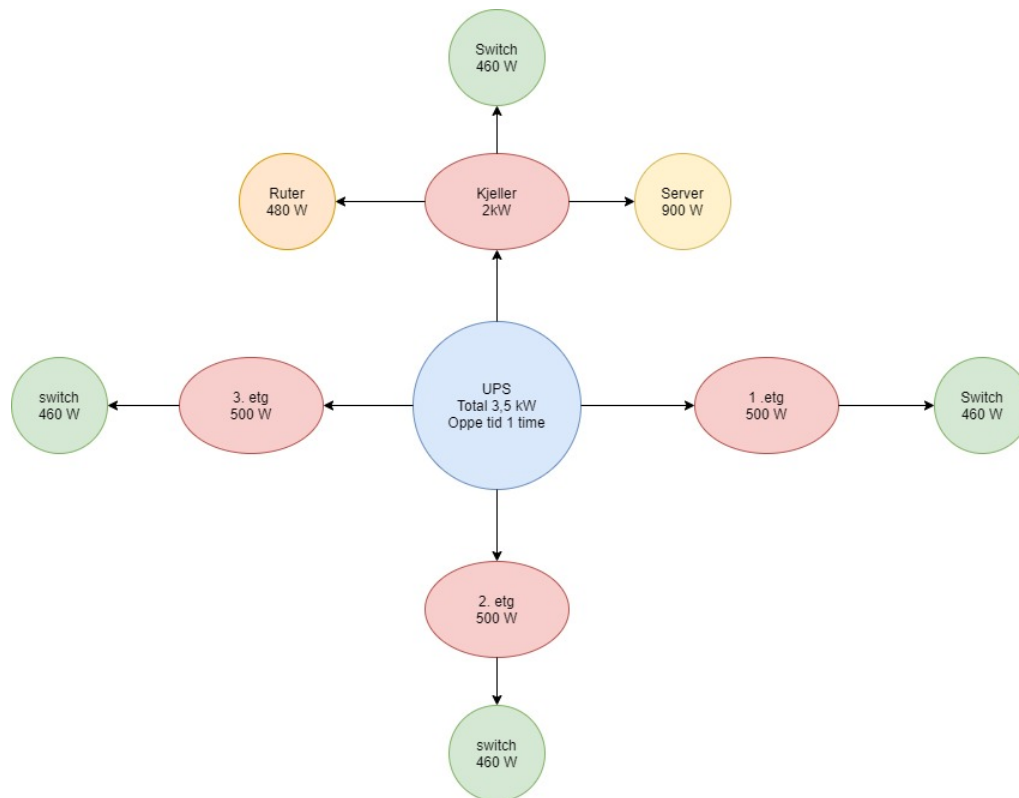 Switch
460 W
Ruter
480 W
Kjeller
2kW
Server
900 W
switch
460 W
3. etg
500 W
UPS
Total 3,5 kW
Oppe tid 1 time
1 .etg
500 W
Switch
460 W
2. etg
500 W
switch
460 W